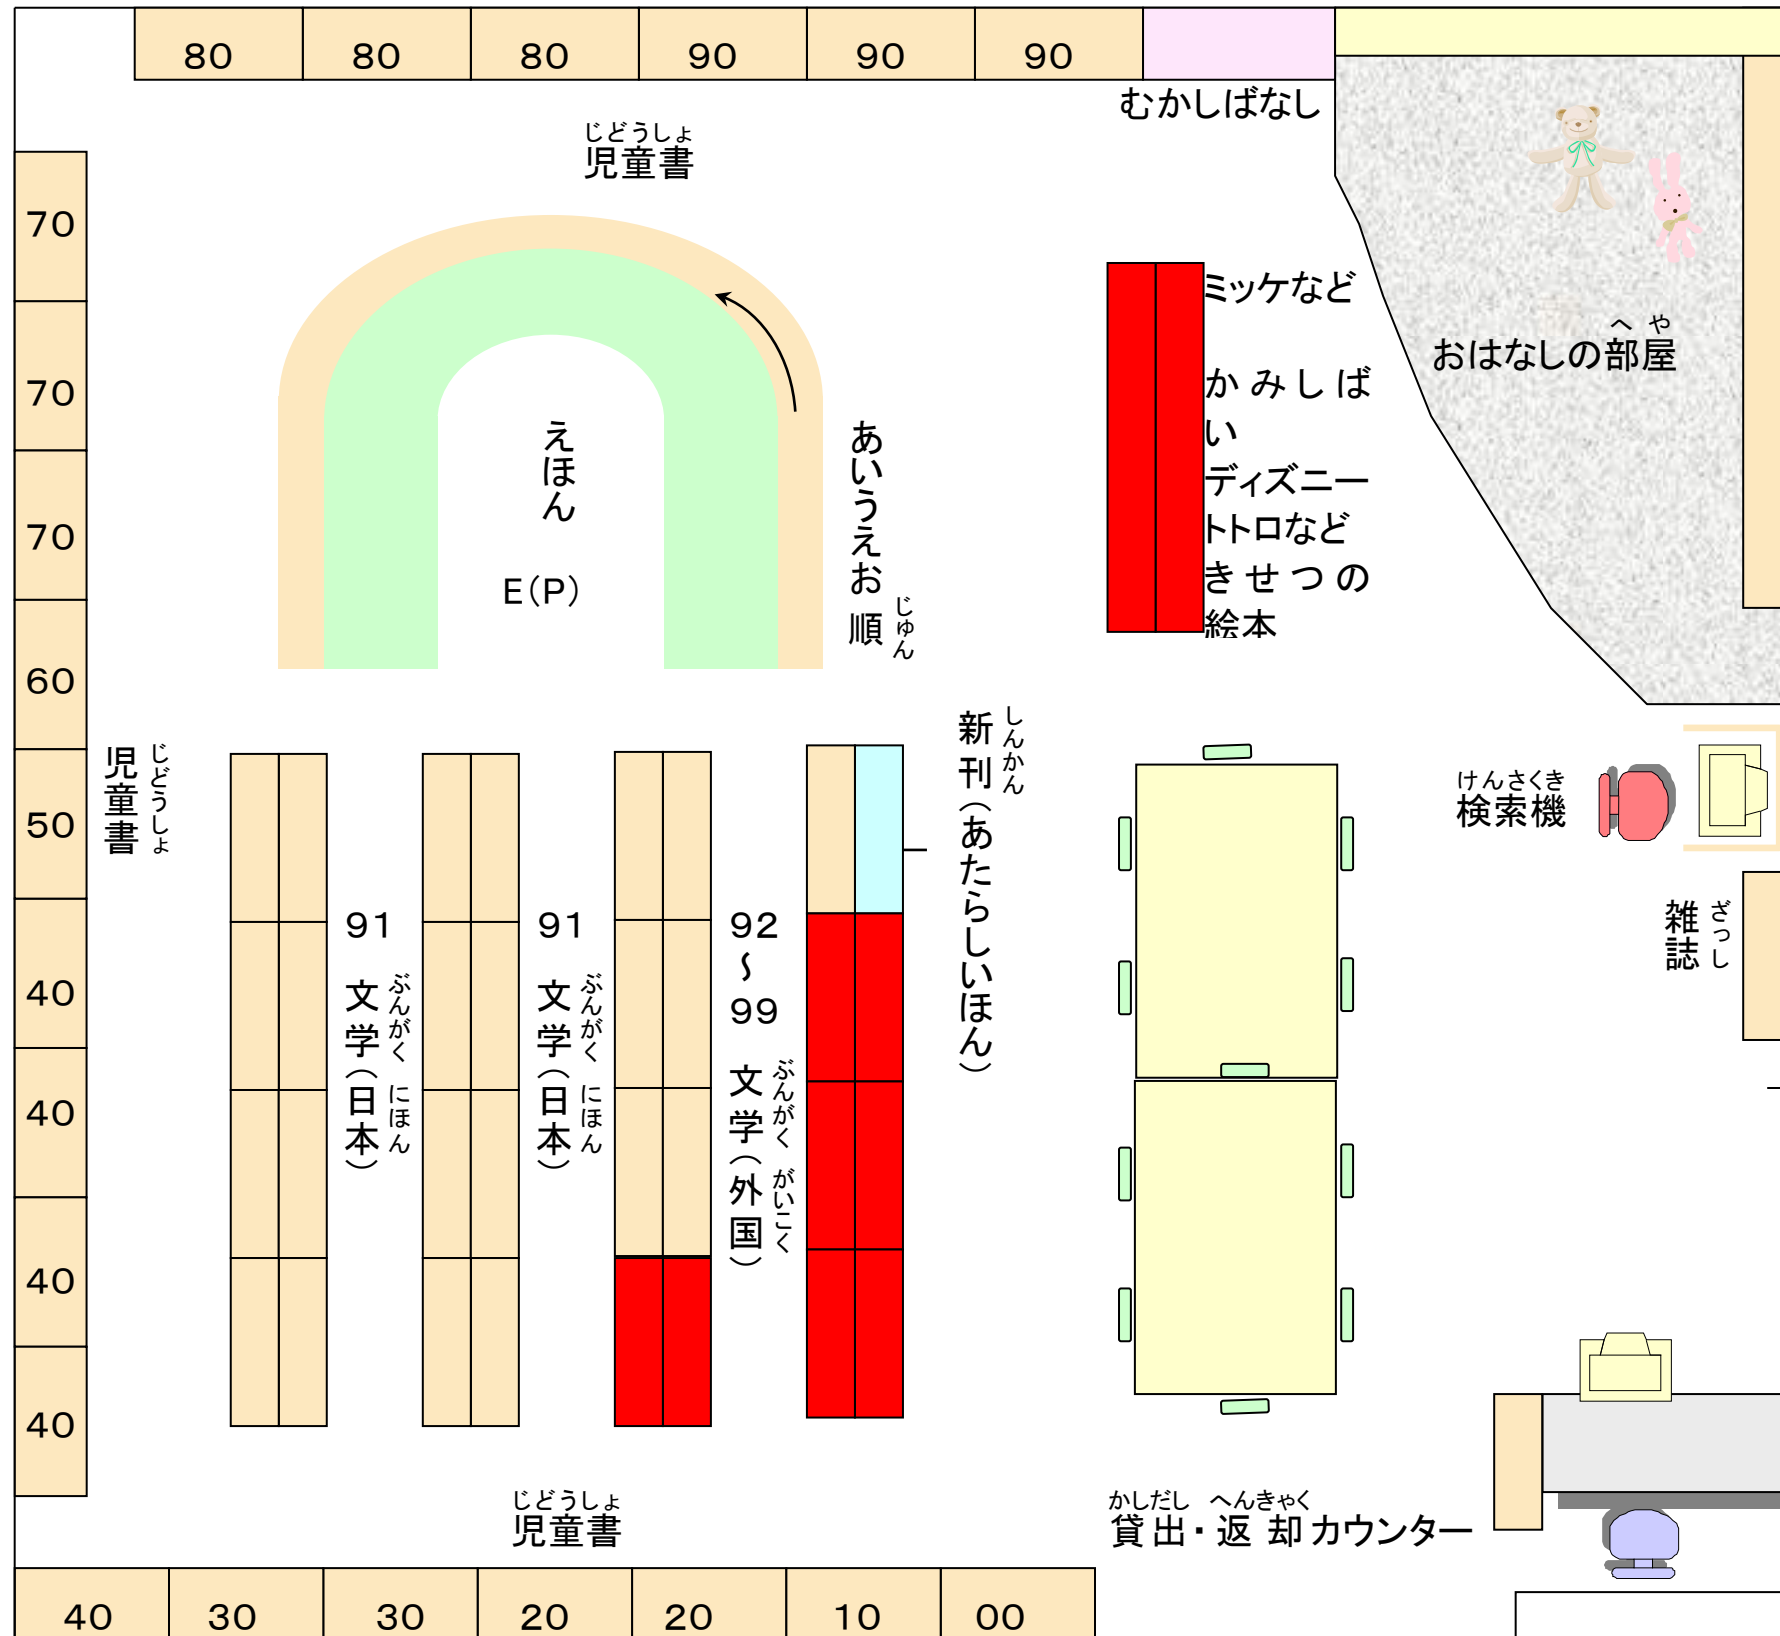 80 80 80 90 90 90
むかしばなし
じどうしょ
児童書
70
70
70
60
50
40
40
40
40
ミッケなど
かみしば
い
ディズニー
トトロなど
きせつの
絵本
へや
おはなしの部屋
えほん
E(P)
あいうえお順
じゅん
児童書
じどうしょ
91 文学(日本)
ぶんがく にほん
91 文学(日本)
ぶんがく にほん
92～99 文学(外国)
ぶんがく がいこく
新刊(あたらしいほん)
しんかん
けんさくき
検索機
雑誌
ざっし
じどうしょ
児童書
かしだし へんきゃく
貸出・返却カウンター
40 30 30 20 20 10 00